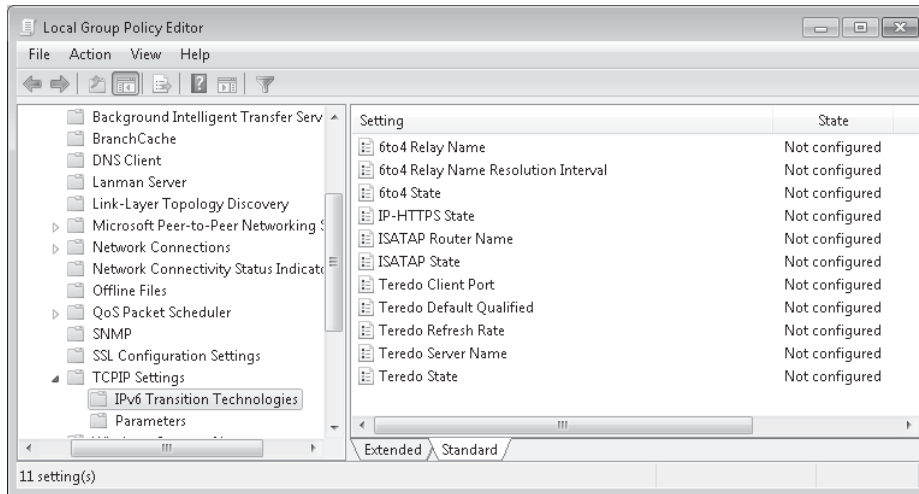 Local Group Policy Editor
File Action View Help
Background Intelligent Transfer Serv
BranchCache
DNS Client
Lanman Server
Link-Layer Topology Discovery
Microsoft Peer-to-Peer Networking
Network Connections
Network Connectivity Status Indicato
Offline Files
QoS Packet Scheduler
SNMP
SSL Configuration Settings
TCPIP Settings
IPv6 Transition Technologies
Parameters
Setting State
6to4 Relay Name Not configured
6to4 Relay Name Resolution Interval Not configured
6to4 State Not configured
IP-HTTPS State Not configured
ISATAP Router Name Not configured
ISATAP State Not configured
Teredo Client Port Not configured
Teredo Default Qualified Not configured
Teredo Refresh Rate Not configured
Teredo Server Name Not configured
Teredo State Not configured
Extended Standard
11 setting(s)